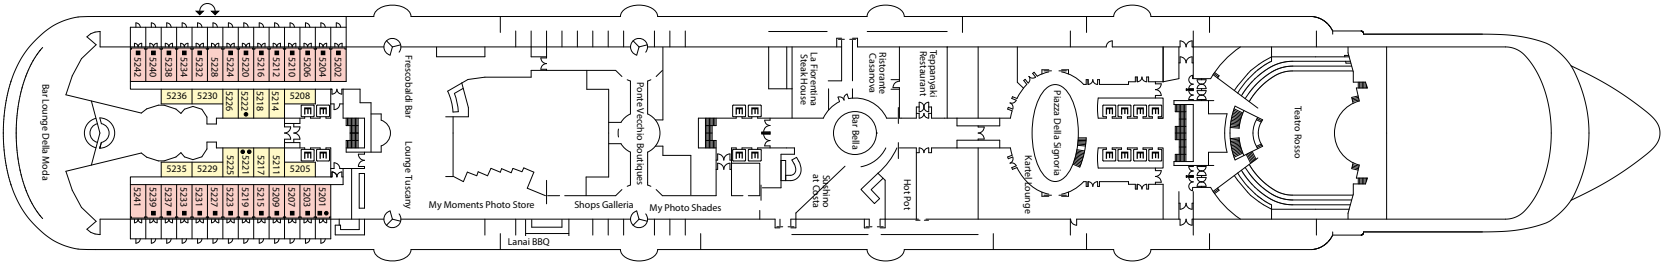 5242
5240
5238
5234
5232
5228
5224
5220
5216
5212
5210
5206
5204
5202
5236
5230
5226
5222
5218
5214
5208
5235
5229
5225
5221
5217
5211
5205
5241
5239
5237
5233
5231
5227
5223
5219
5215
5209
5207
5203
5201
Bar Lounge Della Moda
Frescobaldi Bar
Lounge Tuscany
My Moments Photo Store
Lanai BBQ
Shops Galleria
Ponte Vecchio Boutiques
My Photo Shades
La Fiorentina
Steak House
Ristorante
Casanova
Teppanyaki
Restaurant
Bar Bella
Sushino
at Costa
Hot Pot
Piazza Della Signoria
Kartel Lounge
Teatro Rosso